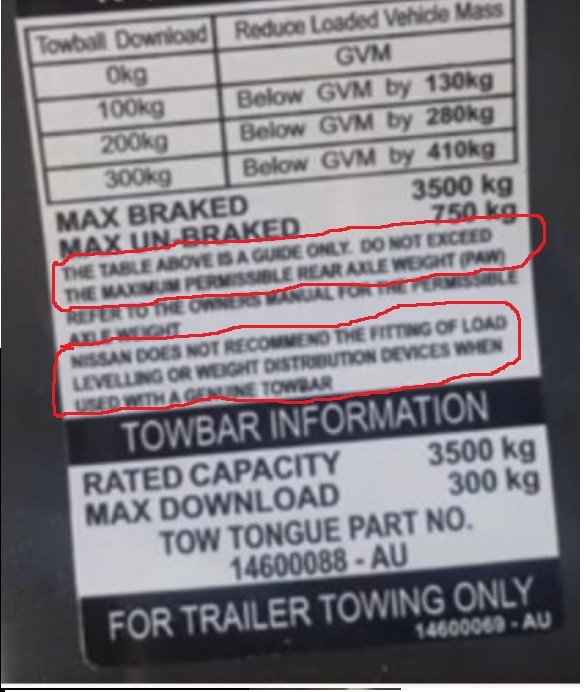 Towball Download Reduce Loaded Vehicle Mass
0kg GVM
100kg Below GVM by 130kg
200kg Below GVM by 280kg
300kg Below GVM by 410kg
MAX BRAKED 3500 kg
MAX UN-BRAKED 750 kg
THE TABLE ABOVE IS A GUIDE ONLY. DO NOT EXCEED
THE MAXIMUM PERMISSIBLE REAR AXLE WEIGHT (PAW)
REFER TO THE OWNERS MANUAL FOR THE PERMISSIBLE
AXLE WEIGHT
NISSAN DOES NOT RECOMMEND THE FITTING OF LOAD
LEVELLING OR WEIGHT DISTRIBUTION DEVICES WHEN
USED WITH A GENUINE TOWBAR
TOWBAR INFORMATION
RATED CAPACITY 3500 kg
MAX DOWNLOAD 300 kg
TOW TONGUE PART NO.
14600088 - AU
FOR TRAILER TOWING ONLY
14600069 - AU